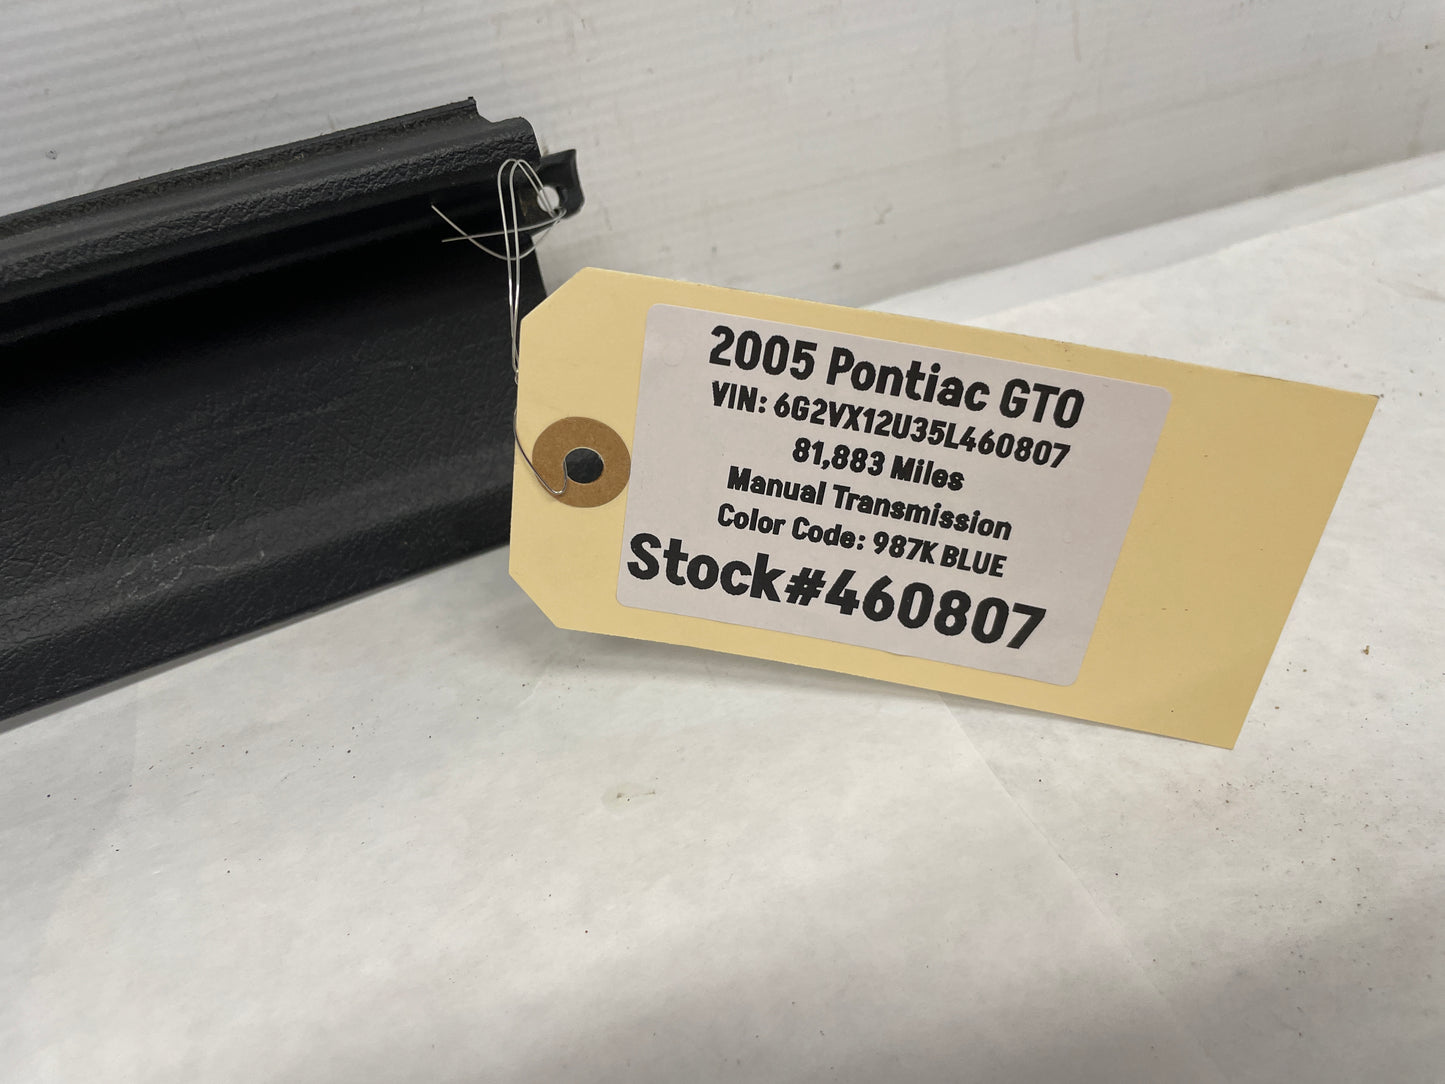 2005 Pontiac GTO
VIN: 6G2VX12U35L460807
81,883 Miles
Manual Transmission
Color Code: 987K BLUE
Stock#460807